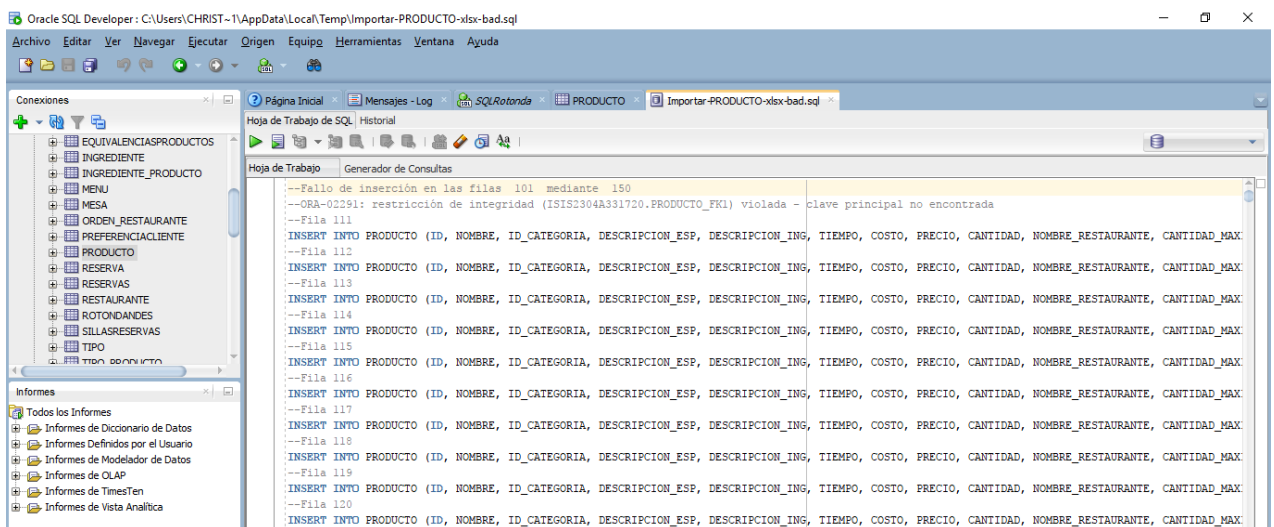 Oracle SQL Developer : C:\Users\CHRIST~1\AppData\Local\Temp\Importar-PRODUCTO-xlsx-bad.sql
Archivo Editar Ver Navegar Ejecutar Origen Equipo Herramientas Ventana Ayuda
Conexiones
EQUIVALENCIASPRODUCTOS
INGREDIENTE
INGREDIENTE_PRODUCTO
MENU
MESA
ORDEN_RESTAURANTE
PREFERENCIACLIENTE
PRODUCTO
RESERVA
RESERVAS
RESTAURANTE
ROTONDANDES
SILLASRESERVAS
TIPO
TIPO_PRODUCTO
Informes
Todos los Informes
Informes de Diccionario de Datos
Informes Definidos por el Usuario
Informes de Modelador de Datos
Informes de OLAP
Informes de TimesTen
Informes de Vista Analítica
Página Inicial Mensajes - Log SQLRotonda PRODUCTO Importar-PRODUCTO-xlsx-bad.sql
Hoja de Trabajo de SQL Historial
Hoja de Trabajo Generador de Consultas
--Fallo de inserción en las filas 101 mediante 150
--ORA-02291: restricción de integridad (ISIS2304A331720.PRODUCTO_FK1) violada - clave principal no encontrada
--Fila 111
INSERT INTO PRODUCTO (ID, NOMBRE, ID_CATEGORIA, DESCRIPCION_ESP, DESCRIPCION_ING, TIEMPO, COSTO, PRECIO, CANTIDAD, NOMBRE_RESTAURANTE, CANTIDAD_MAXI
--Fila 112
INSERT INTO PRODUCTO (ID, NOMBRE, ID_CATEGORIA, DESCRIPCION_ESP, DESCRIPCION_ING, TIEMPO, COSTO, PRECIO, CANTIDAD, NOMBRE_RESTAURANTE, CANTIDAD_MAXI
--Fila 113
INSERT INTO PRODUCTO (ID, NOMBRE, ID_CATEGORIA, DESCRIPCION_ESP, DESCRIPCION_ING, TIEMPO, COSTO, PRECIO, CANTIDAD, NOMBRE_RESTAURANTE, CANTIDAD_MAXI
--Fila 114
INSERT INTO PRODUCTO (ID, NOMBRE, ID_CATEGORIA, DESCRIPCION_ESP, DESCRIPCION_ING, TIEMPO, COSTO, PRECIO, CANTIDAD, NOMBRE_RESTAURANTE, CANTIDAD_MAXI
--Fila 115
INSERT INTO PRODUCTO (ID, NOMBRE, ID_CATEGORIA, DESCRIPCION_ESP, DESCRIPCION_ING, TIEMPO, COSTO, PRECIO, CANTIDAD, NOMBRE_RESTAURANTE, CANTIDAD_MAXI
--Fila 116
INSERT INTO PRODUCTO (ID, NOMBRE, ID_CATEGORIA, DESCRIPCION_ESP, DESCRIPCION_ING, TIEMPO, COSTO, PRECIO, CANTIDAD, NOMBRE_RESTAURANTE, CANTIDAD_MAXI
--Fila 117
INSERT INTO PRODUCTO (ID, NOMBRE, ID_CATEGORIA, DESCRIPCION_ESP, DESCRIPCION_ING, TIEMPO, COSTO, PRECIO, CANTIDAD, NOMBRE_RESTAURANTE, CANTIDAD_MAXI
--Fila 118
INSERT INTO PRODUCTO (ID, NOMBRE, ID_CATEGORIA, DESCRIPCION_ESP, DESCRIPCION_ING, TIEMPO, COSTO, PRECIO, CANTIDAD, NOMBRE_RESTAURANTE, CANTIDAD_MAXI
--Fila 119
INSERT INTO PRODUCTO (ID, NOMBRE, ID_CATEGORIA, DESCRIPCION_ESP, DESCRIPCION_ING, TIEMPO, COSTO, PRECIO, CANTIDAD, NOMBRE_RESTAURANTE, CANTIDAD_MAXI
--Fila 120
INSERT INTO PRODUCTO (ID, NOMBRE, ID_CATEGORIA, DESCRIPCION_ESP, DESCRIPCION_ING, TIEMPO, COSTO, PRECIO, CANTIDAD, NOMBRE_RESTAURANTE, CANTIDAD_MAXI